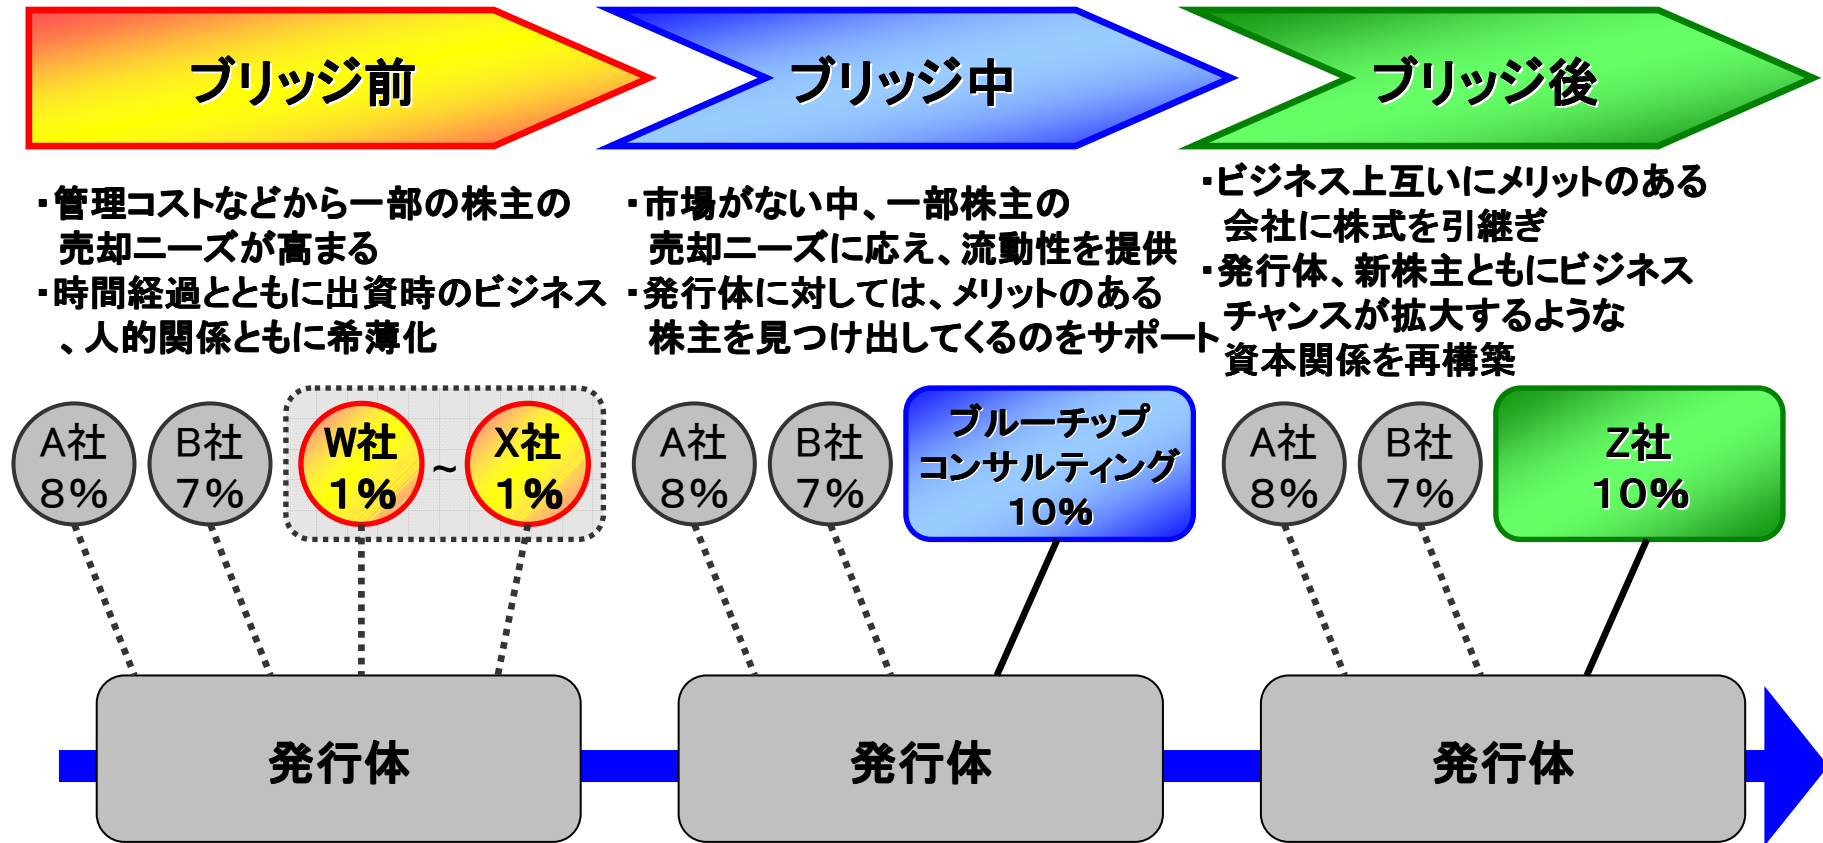 ブリッジ前
ブリッジ中
ブリッジ後
・管理コストなどから一部の株主の
売却ニーズが高まる
・時間経過とともに出資時のビジネス
、人的関係ともに希薄化
・市場がない中、一部株主の
売却ニーズに応え、流動性を提供
・発行体に対しては、メリットのある
株主を見つけ出してくるのをサポート
・ビジネス上互いにメリットのある
会社に株式を引継ぎ
・発行体、新株主ともにビジネス
チャンスが拡大するような
資本関係を再構築
A社
8%
B社
7%
W社
1%
~
X社
1%
A社
8%
B社
7%
ブルーチップ
コンサルティング
10%
A社
8%
B社
7%
Z社
10%
発行体
発行体
発行体